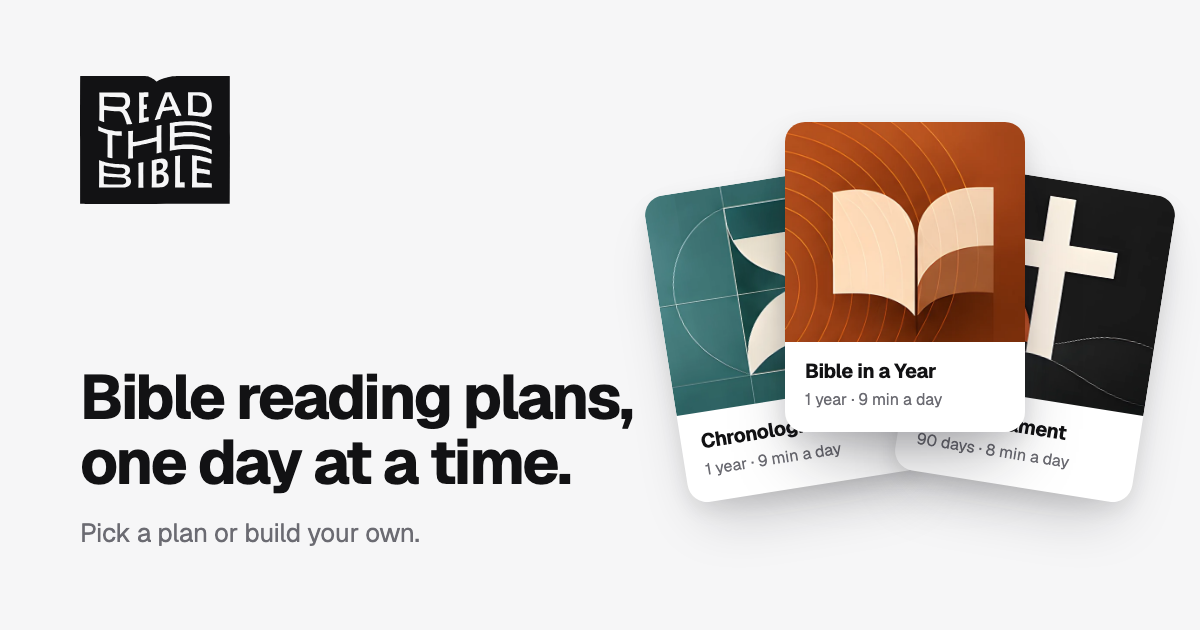 READ
THE
BIBLE
Bible reading plans,
one day at a time.
Pick a plan or build your own.
Bible in a Year
1 year · 9 min a day
1 year · 9 min a day
90 days · 8 min a day